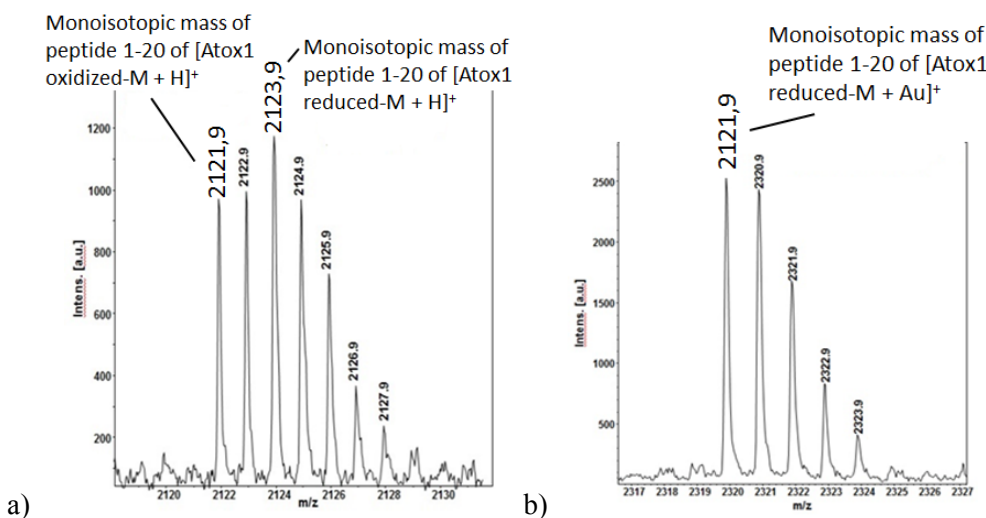 Monoisotopic mass of
peptide 1-20 of [Atox1
oxidized-M + H]+
Monoisotopic mass of
peptide 1-20 of [Atox1
reduced-M + H]+
2121,9
2122.9
2123,9
2124.9
2125.9
2126.9
2127.9
Intens. [a.u.]
1200
1000
800
600
400
200
2120
2122
2124
2126
2128
2130
m/z
a)
Monoisotopic mass of
peptide 1-20 of [Atox1
reduced-M + Au]+
2121,9
2320.9
2321.9
2322.9
2323.9
Intens. [a.u.]
2500
2000
1500
1000
500
2317
2318
2319
2320
2321
2322
2323
2324
2325
2326
2327
m/z
b)